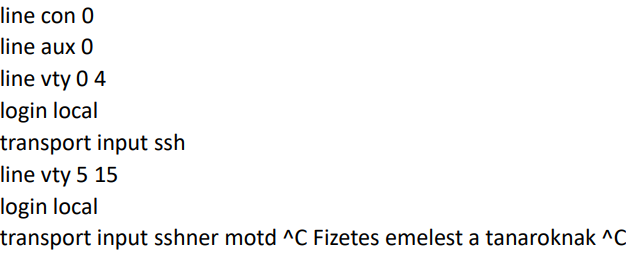 line con 0
line aux 0
line vty 0 4
login local
transport input ssh
line vty 5 15
login local
transport input sshner motd ^C Fizetes emelest a tanaroknak ^C